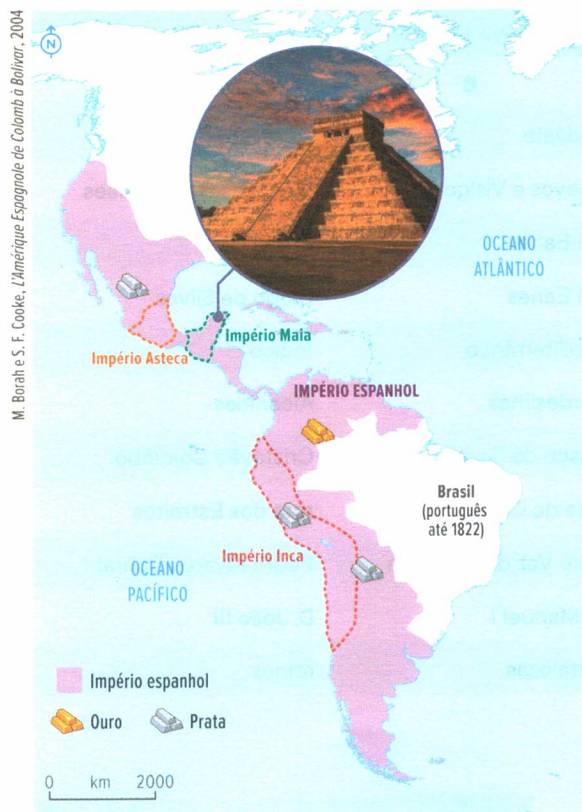 M. Borah e S. F. Cooke, L'Amérique Espagnole de Colomb à Bolivar, 2004
N
OCEANO
ATLÂNTICO
Império Maia
Império Asteca
IMPÉRIO ESPANHOL
Brasil
(português
até 1822)
Império Inca
OCEANO
PACÍFICO
Império espanhol
Ouro
Prata
0 km 2000